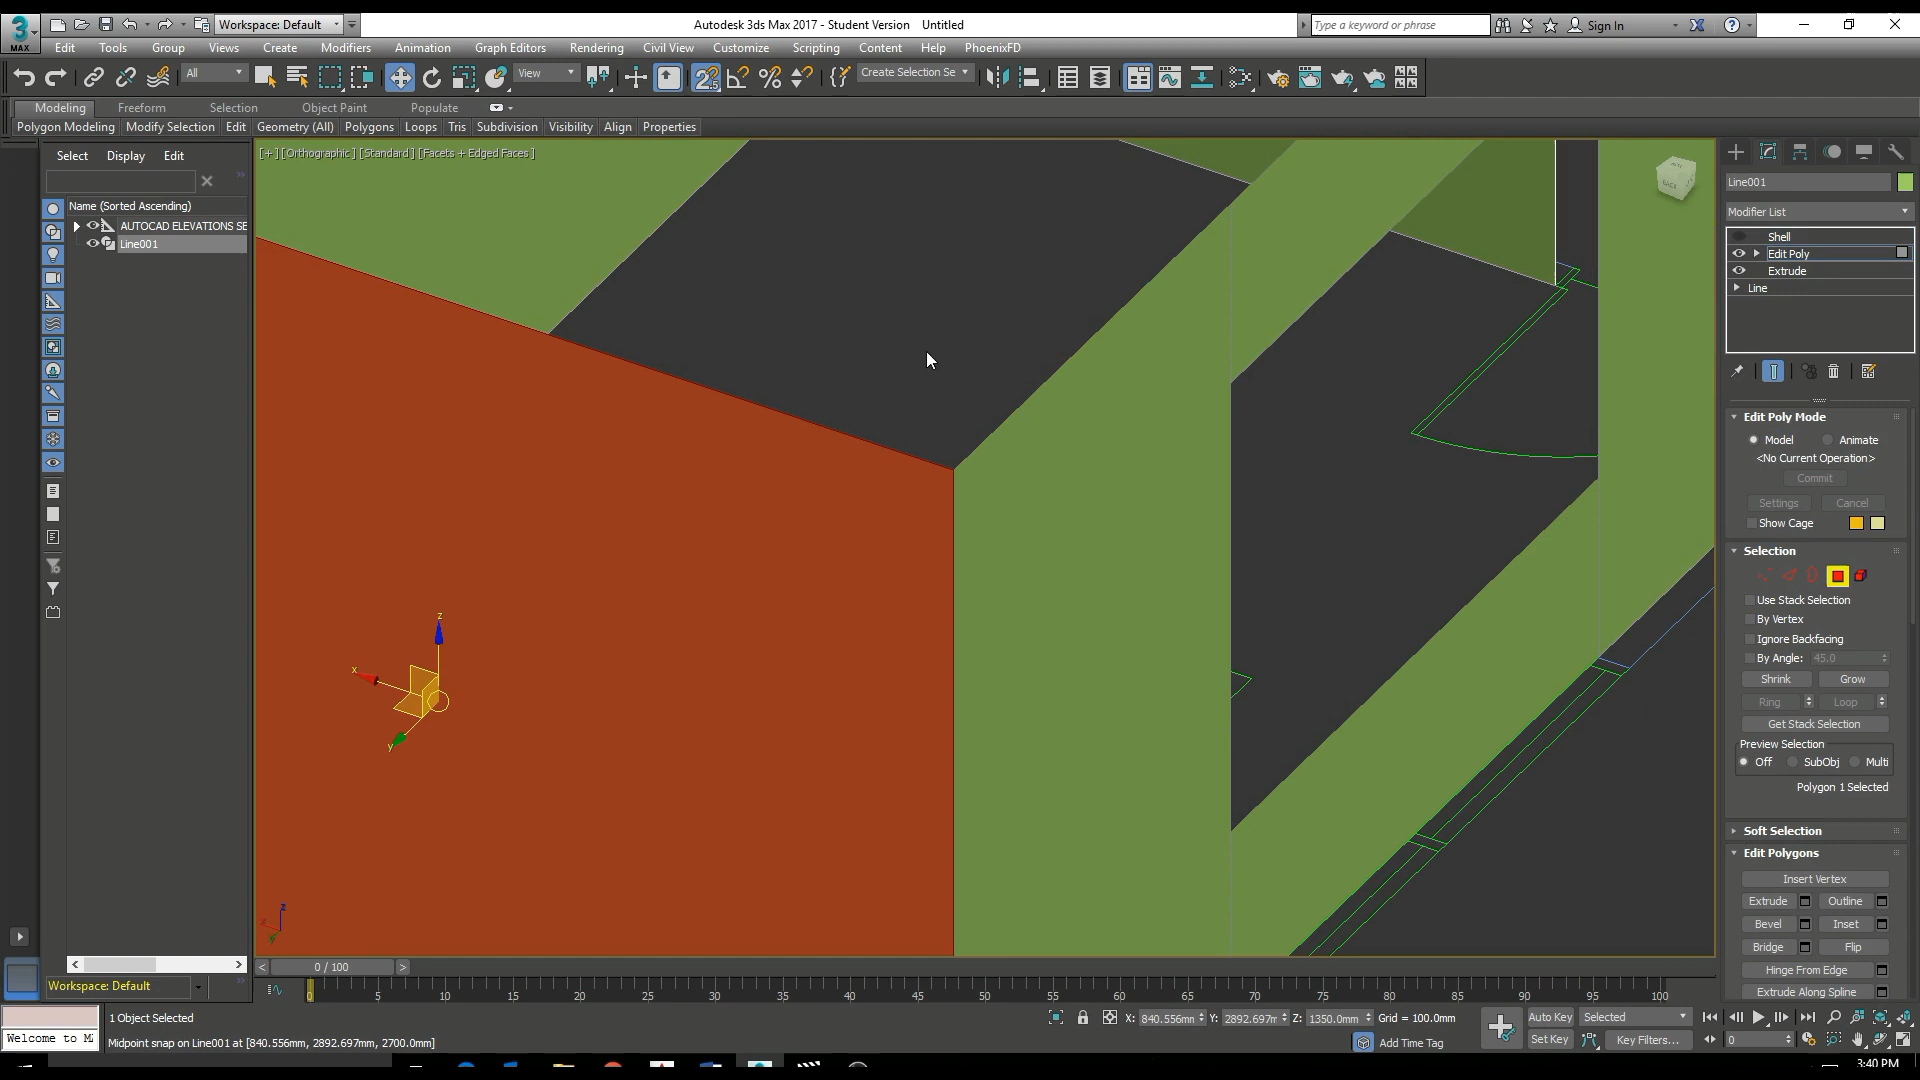 Workspace: Default
Autodesk 3ds Max 2017 - Student Version    Untitled
Type a keyword or phrase
Sign In
MAX
Edit Tools Group Views Create Modifiers Animation Graph Editors Rendering Civil View Customize Scripting Content Help PhoenixFD
All
View
Create Selection Se
Modeling Freeform Selection Object Paint Populate
Polygon Modeling Modify Selection Edit Geometry (All) Polygons Loops Tris Subdivision Visibility Align Properties
Select Display Edit
Name (Sorted Ascending)
AUTOCAD ELEVATIONS SE
Line001
[+] [Orthographic] [Standard] [Facets + Edged Faces]
z
x
y
z
Line001
Modifier List
Shell
Edit Poly
Extrude
Line
Edit Poly Mode
Model Animate
<No Current Operation>
Commit
Settings Cancel
Show Cage
Selection
Use Stack Selection
By Vertex
Ignore Backfacing
By Angle: 45.0
Shrink Grow
Ring Loop
Get Stack Selection
Preview Selection
Off SubObj Multi
Polygon 1 Selected
Soft Selection
Edit Polygons
Insert Vertex
Extrude Outline
Bevel Inset
Bridge Flip
Hinge From Edge
Extrude Along Spline
< 0 / 100 >
Workspace: Default
0 5 10 15 20 25 30 35 40 45 50 55 60 65 70 75 80 85 90 95 100
1 Object Selected
X: 840.556mm Y: 2892.697m Z: 1350.0mm Grid = 100.0mm
Auto Key Selected
Welcome to M
Midpoint snap on Line001 at [840.556mm, 2892.697mm, 2700.0mm]
Add Time Tag
Set Key Key Filters...
0
3:40 PM